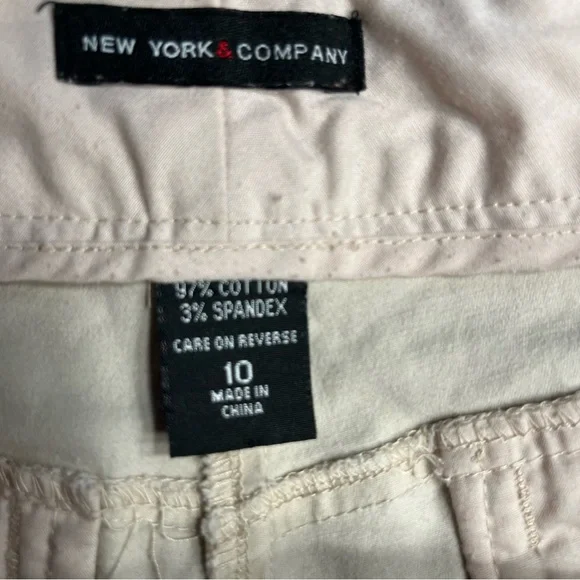 NEW YORK & COMPANY
97% COTTON
3% SPANDEX
CARE ON REVERSE
10
MADE IN
CHINA